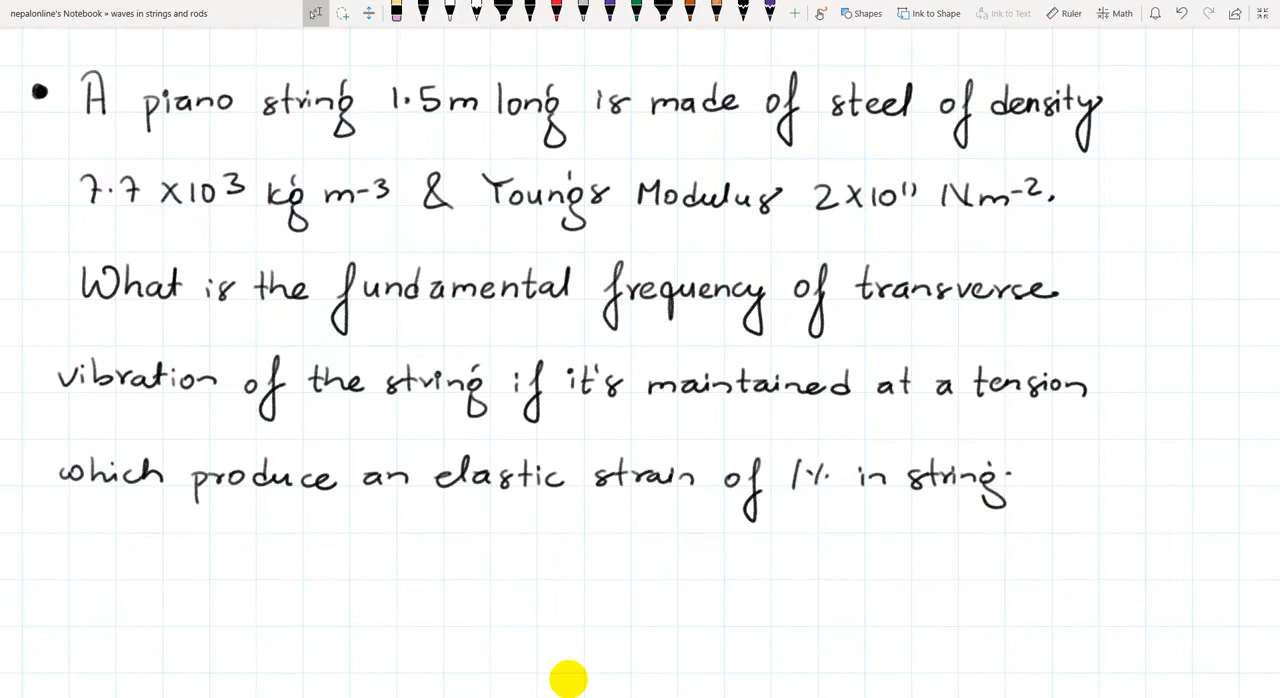 nepalonline's Notebook » waves in strings and rods
Shapes Ink to Shape Ink to Text Ruler Math
• A piano string 1.5m long is made of steel of density
7.7 X10³ kg m-3 & Youngs Modulus 2X10¹¹ Nm-2.
What is the fundamental frequency of transverse
vibration of the string if it's maintained at a tension
which produce an elastic strain of 1% in string.